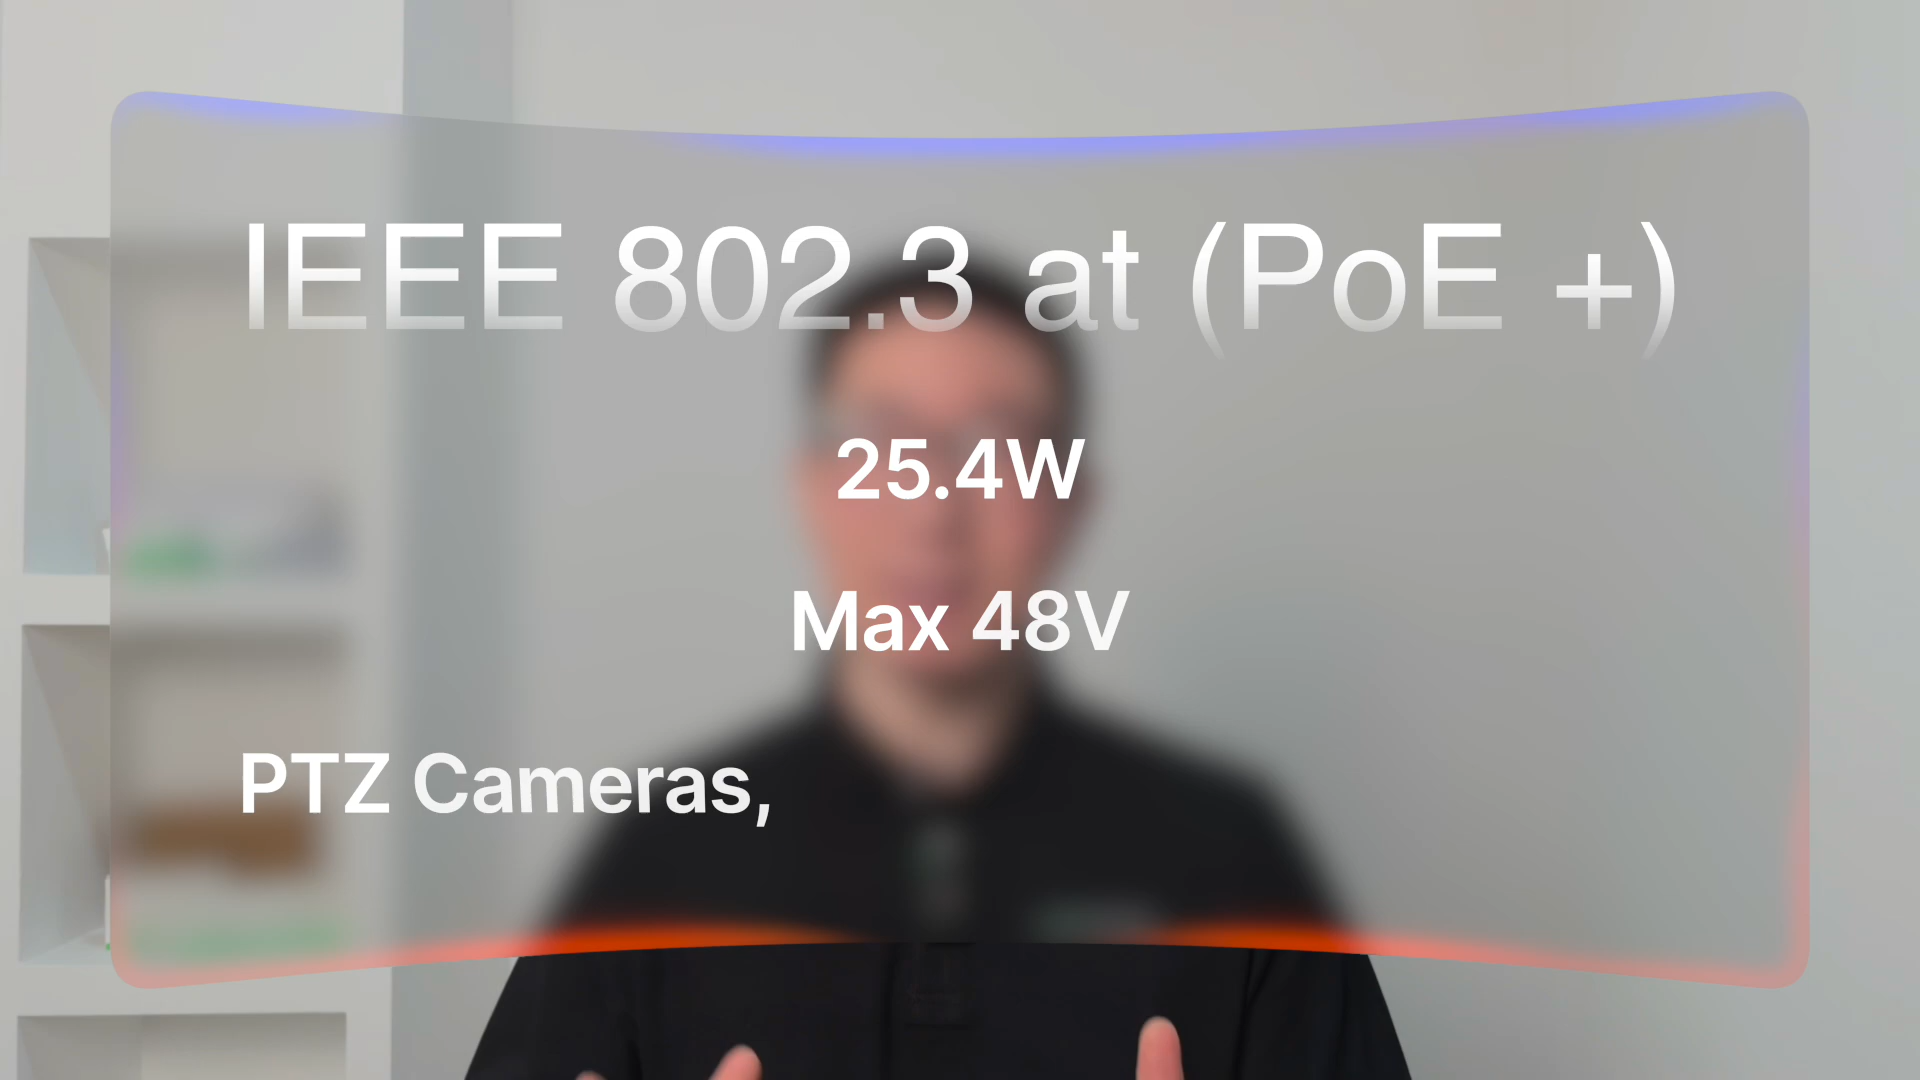 IEEE 802.3 at (PoE +)
25.4W
Max 48V
PTZ Cameras,